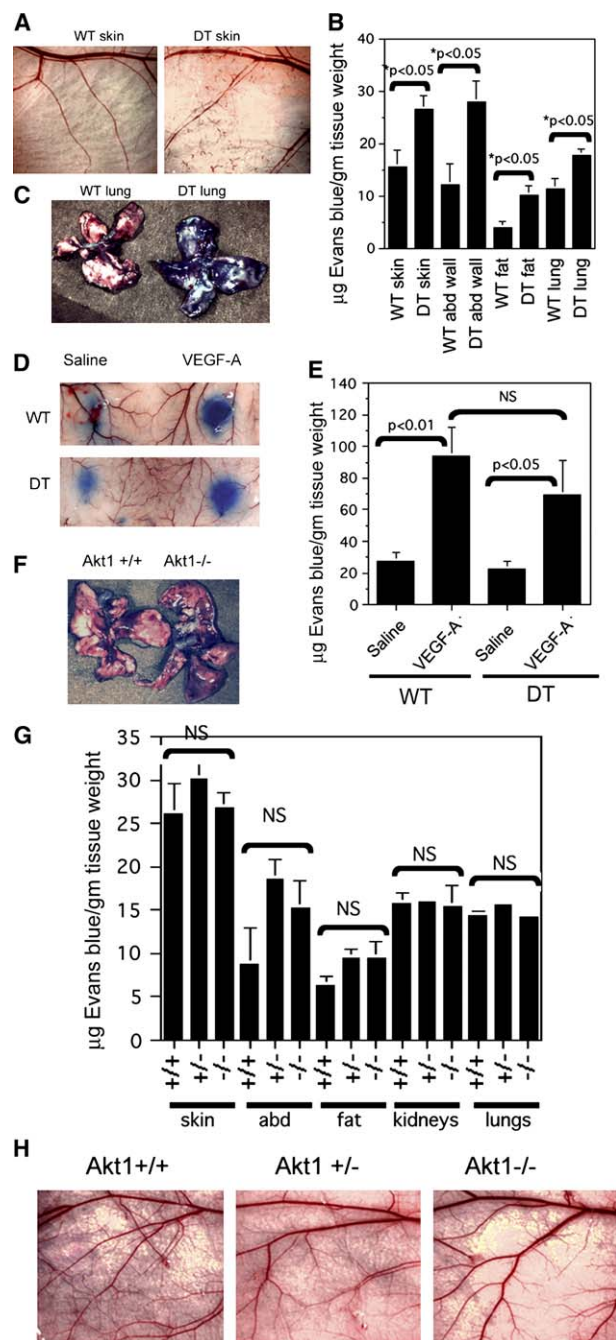 A
WT skin DT skin
B
*p<0.05 *p<0.05 *p<0.05 *p<0.05
40
30
20
10
0
µg Evans blue/gm tissue weight
WT skin DT skin WT abd wall DT abd wall WT fat DT fat WT lung DT lung
C
WT lung DT lung
D
Saline VEGF-A
WT
DT
E
NS
p<0.01 p<0.05
140
120
100
80
60
40
20
0
µg Evans blue/gm tissue weight
Saline VEGF-A Saline VEGF-A
WT DT
F
Akt1 +/+ Akt1-/-
G
NS NS NS NS NS
35
30
25
20
15
10
5
0
µg Evans blue/gm tissue weight
+/+ +/- -/- +/+ +/- -/- +/+ +/- -/- +/+ +/- -/- +/+ +/- -/-
skin abd fat kidneys lungs
H
Akt1+/+ Akt1 +/- Akt1-/-